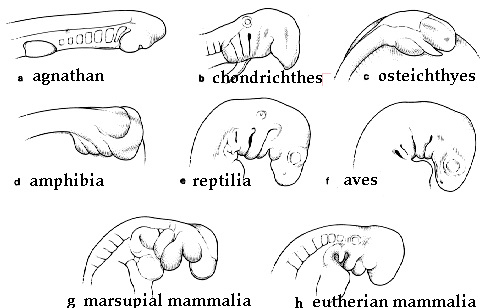 a agnathan
b chondrichthes
c osteichthyes
d amphibia
e reptilia
f aves
g marsupial mammalia
h eutherian mammalia